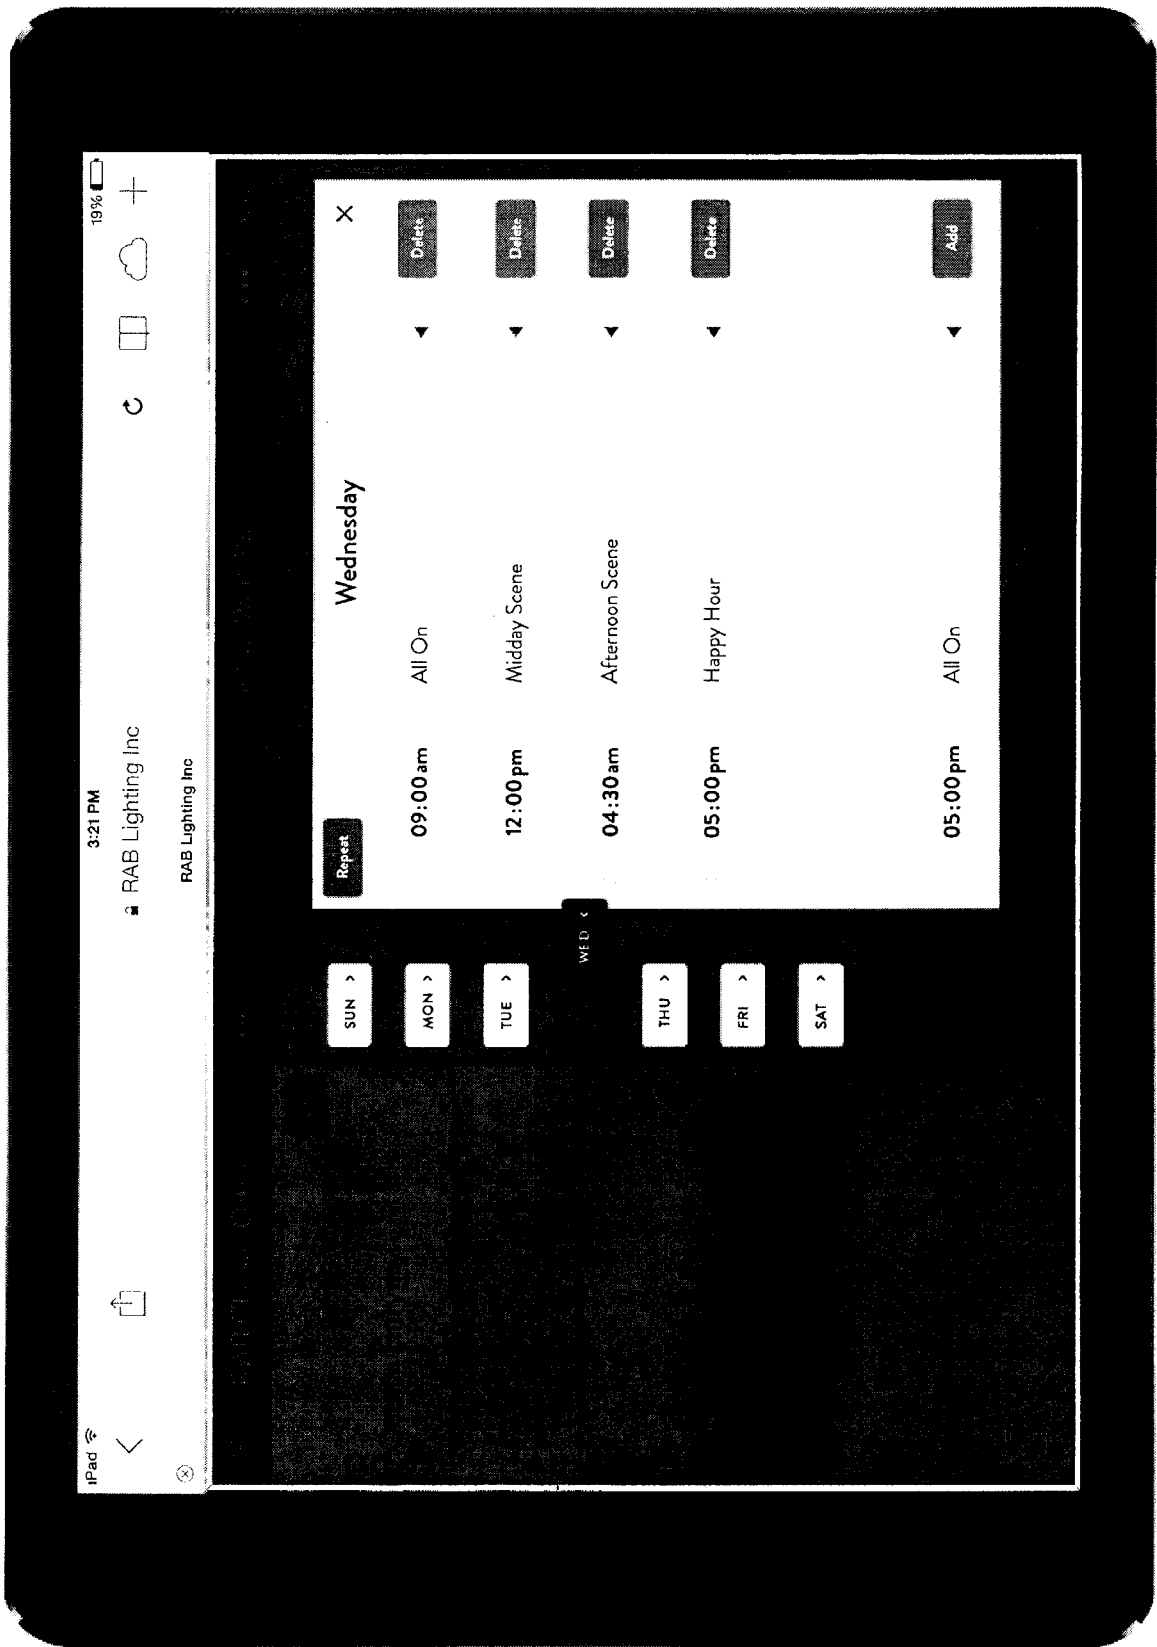 iPad 3:21 PM 19%
RAB Lighting Inc
RAB Lighting Inc
Repeat Wednesday
SUN
MON
TUE
WED
THU
FRI
SAT
09:00am All On Delete
12:00pm Midday Scene Delete
04:30am Afternoon Scene Delete
05:00pm Happy Hour Delete
05:00pm All On Add